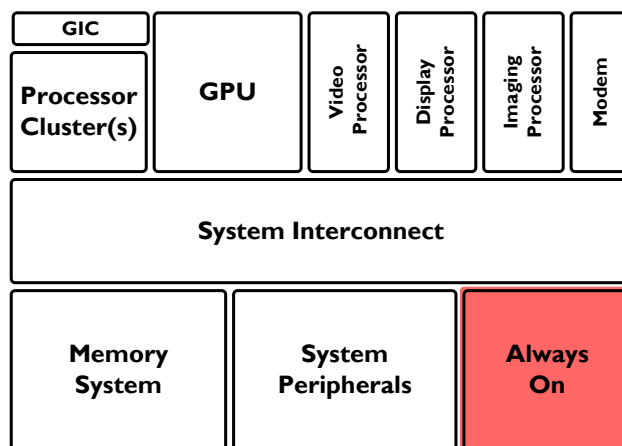 GIC
Processor
Cluster(s)
GPU
Video
Processor
Display
Processor
Imaging
Processor
Modem
System Interconnect
Memory
System
System
Peripherals
Always
On